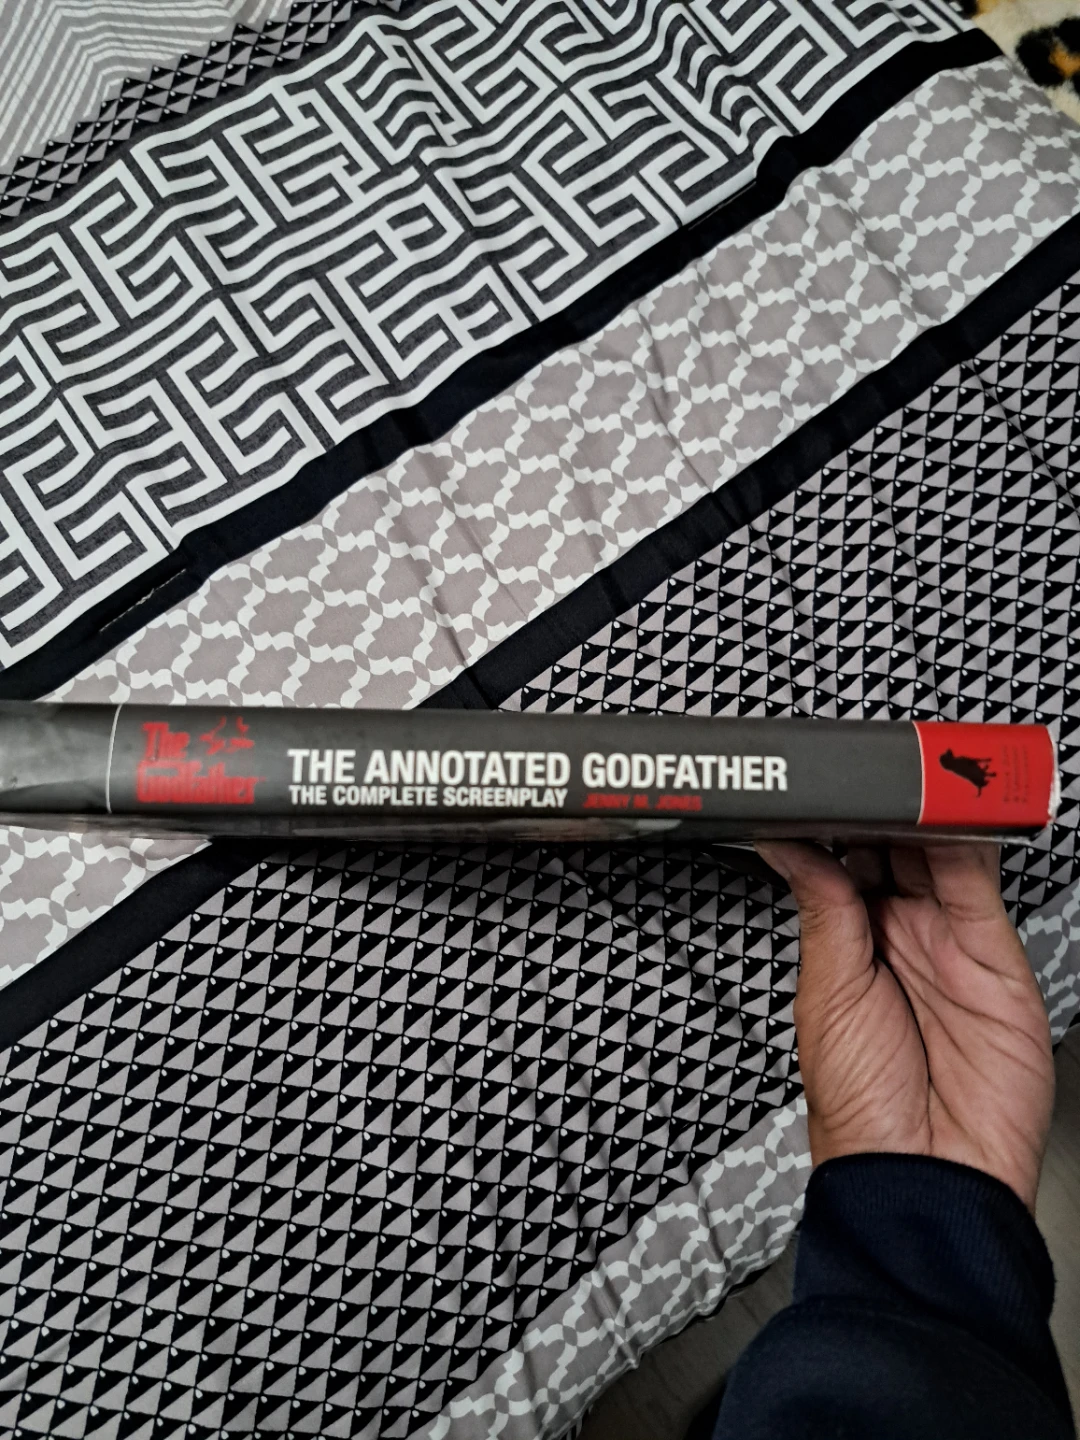 The
Godfather
THE ANNOTATED GODFATHER
THE COMPLETE SCREENPLAY JENNY M. JONES